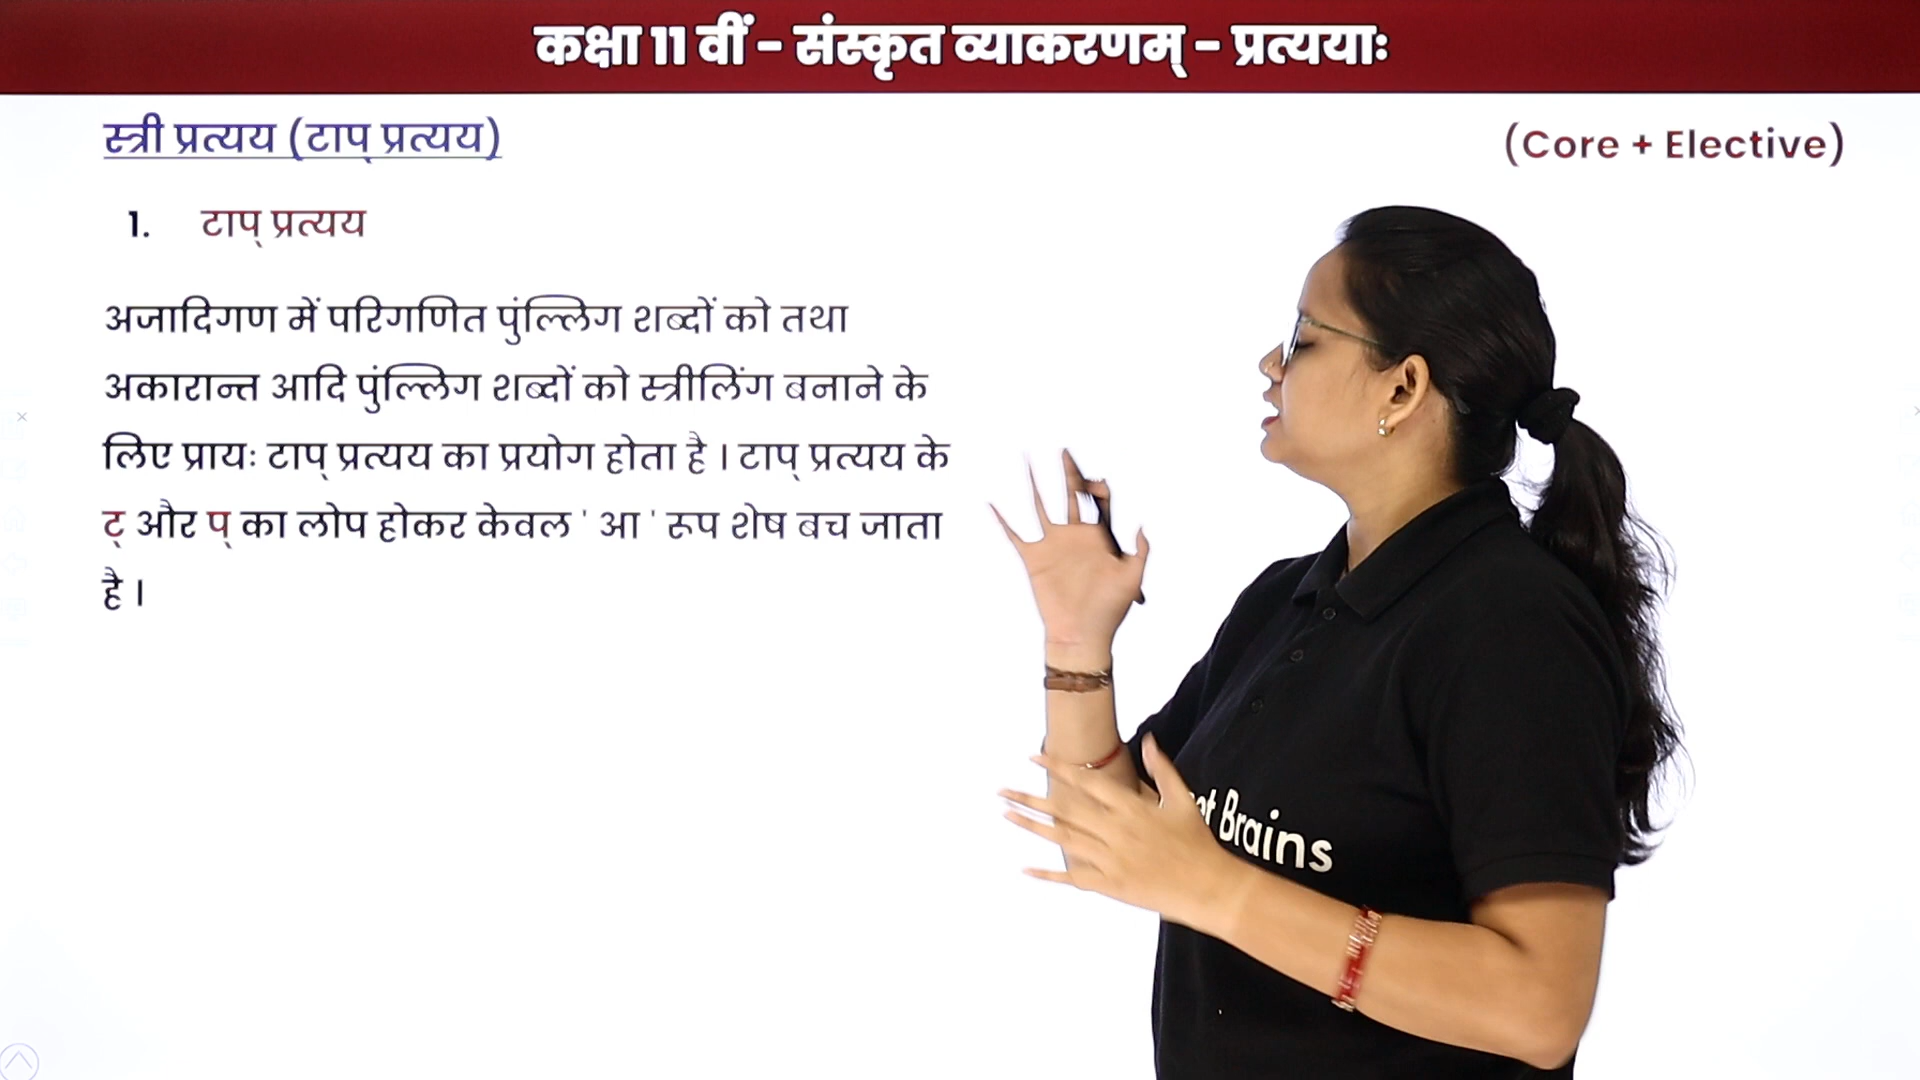 कक्षा 11 वीं - संस्कृत व्याकरणम् - प्रत्ययाः
स्त्री प्रत्यय (टाप् प्रत्यय)
(Core + Elective)
1. टाप् प्रत्यय
अजादिगण में परिगणित पुंल्लिग शब्दों को तथा
अकारान्त आदि पुंल्लिग शब्दों को स्त्रीलिंग बनाने के
लिए प्रायः टाप् प्रत्यय का प्रयोग होता है । टाप् प्रत्यय के
ट् और प् का लोप होकर केवल ' आ ' रूप शेष बच जाता
है ।
Brains